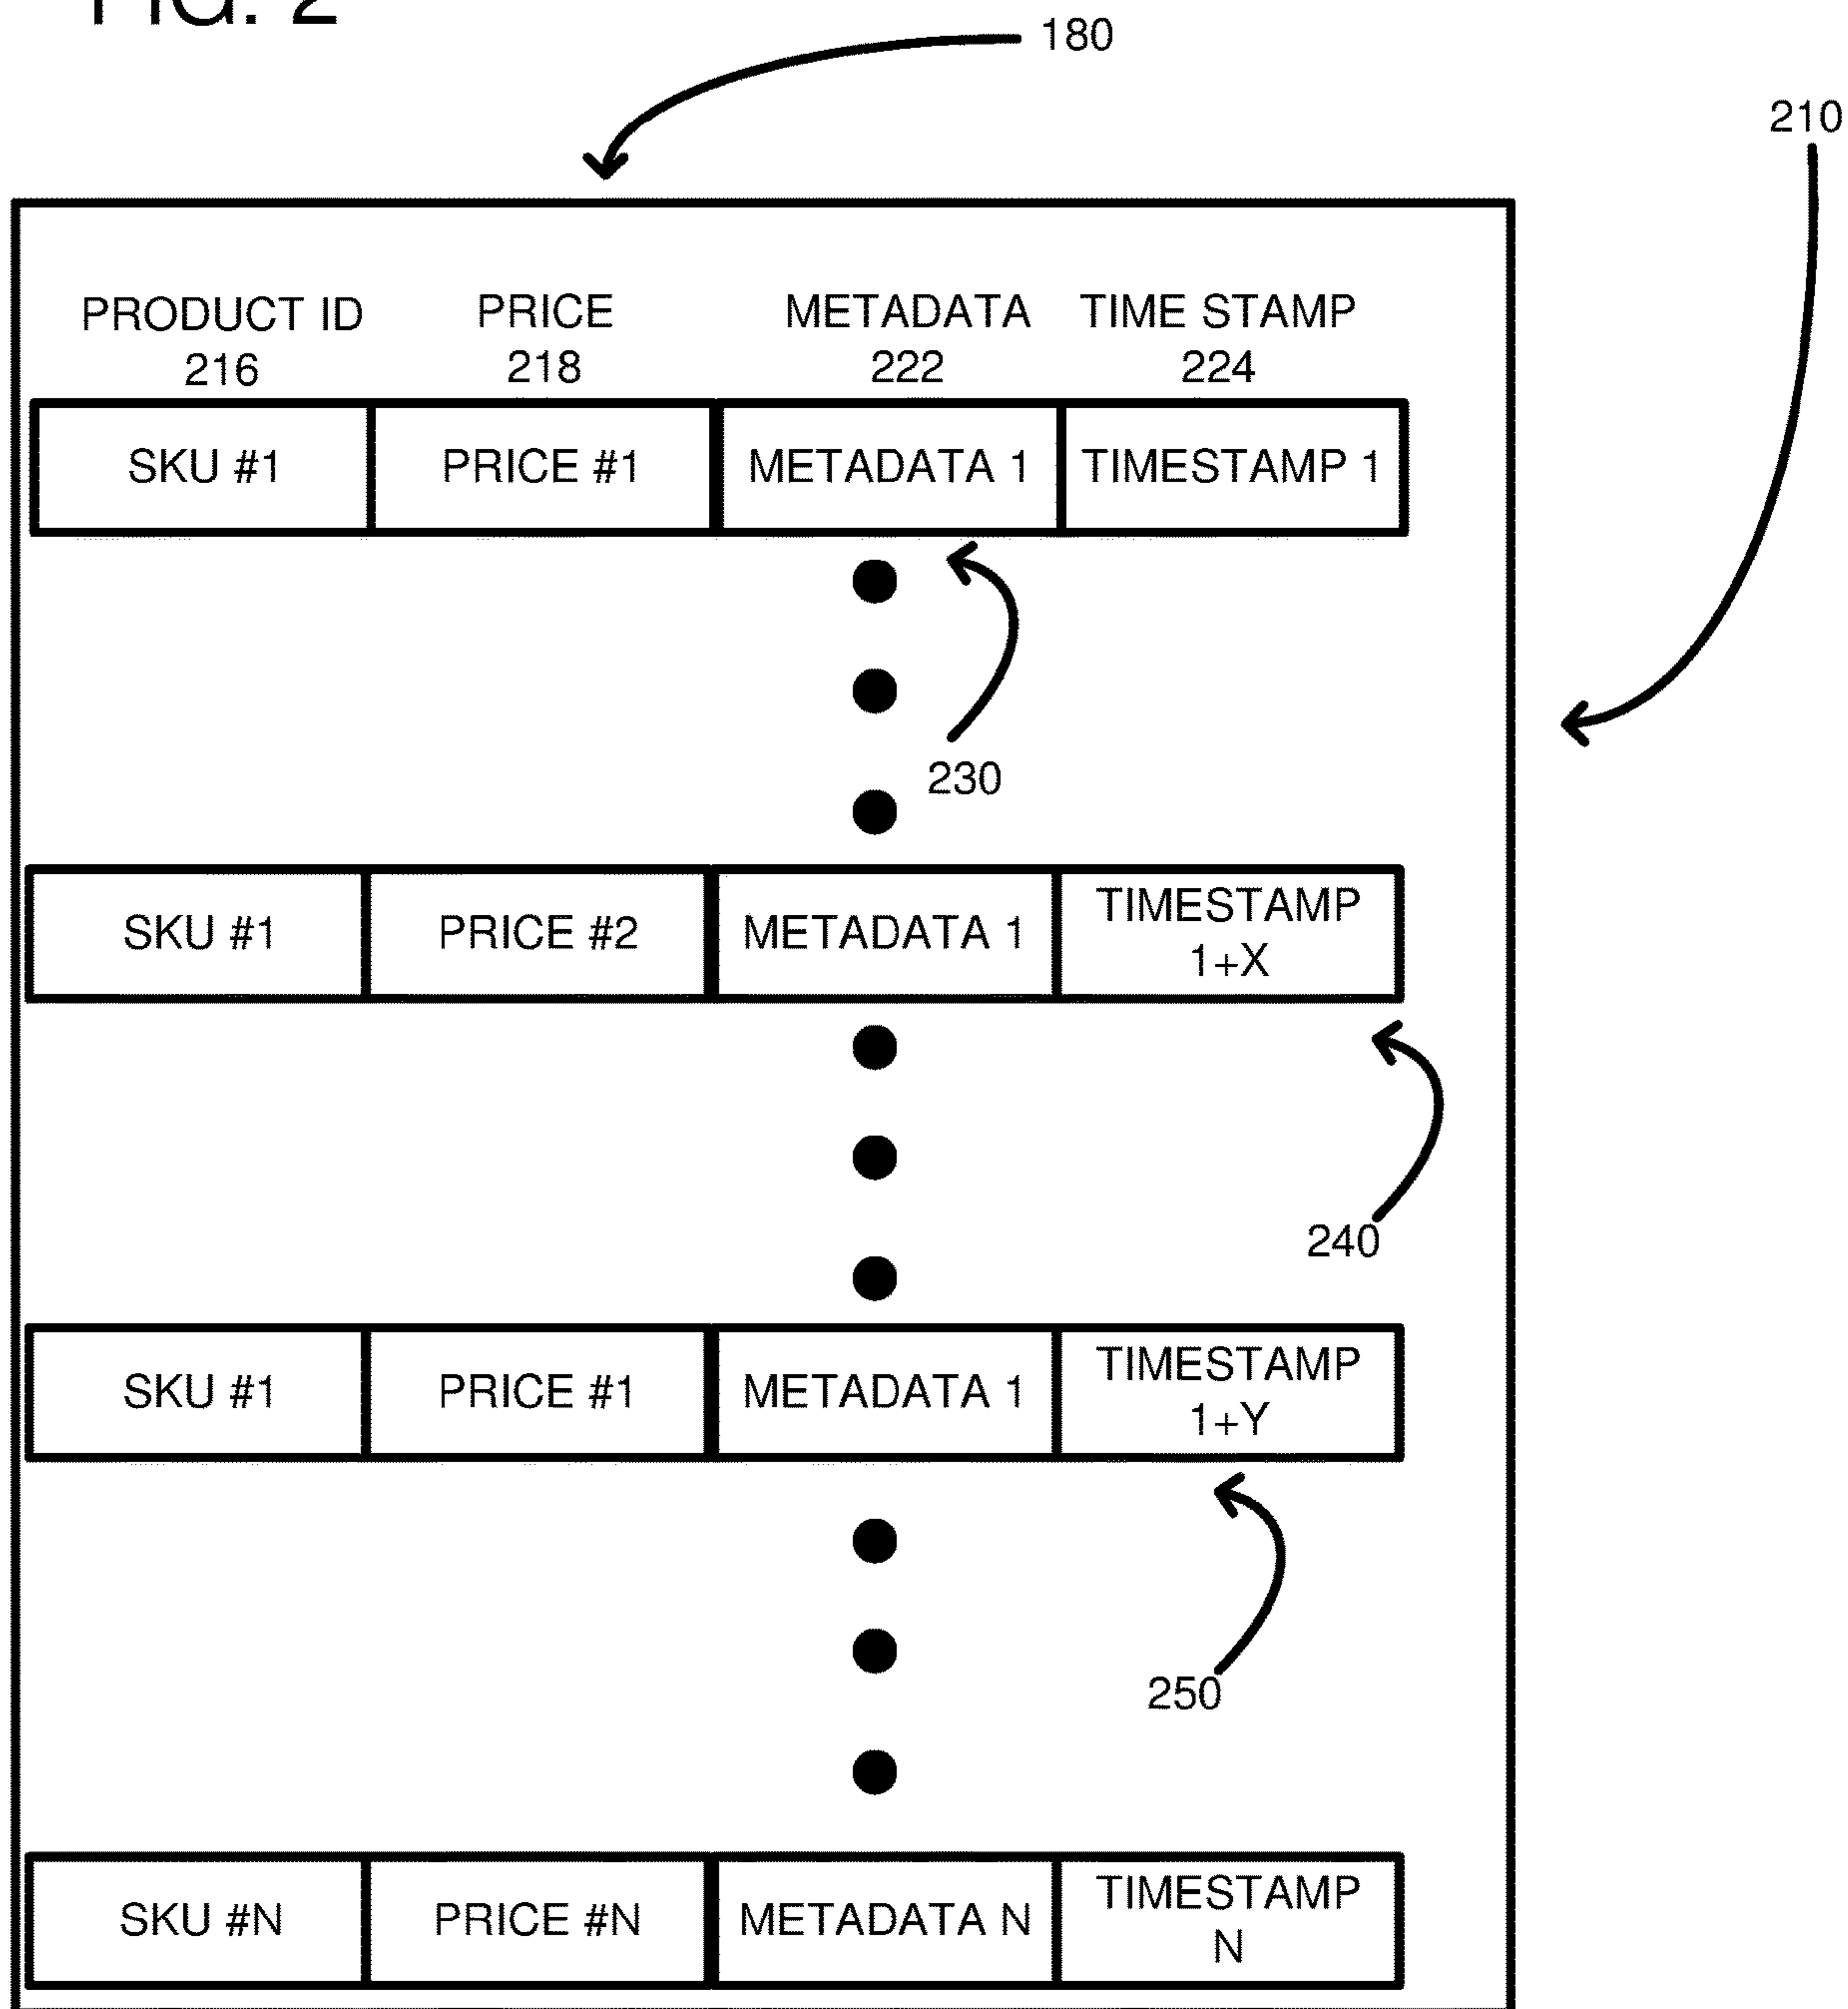 FIG. 2
180
210
PRODUCT ID PRICE METADATA TIME STAMP
216 218 222 224
SKU #1 PRICE #1 METADATA 1 TIMESTAMP 1
230
SKU #1 PRICE #2 METADATA 1 TIMESTAMP
1+X
240
SKU #1 PRICE #1 METADATA 1 TIMESTAMP
1+Y
250
SKU #N PRICE #N METADATA N TIMESTAMP
N